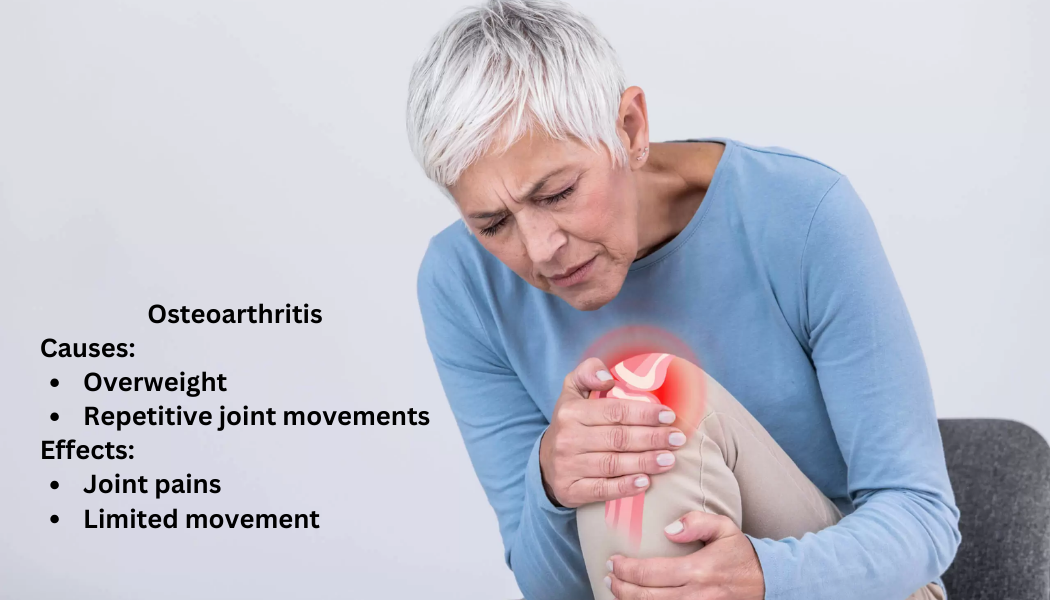 Osteoarthritis
Causes:
• Overweight
• Repetitive joint movements
Effects:
• Joint pains
• Limited movement